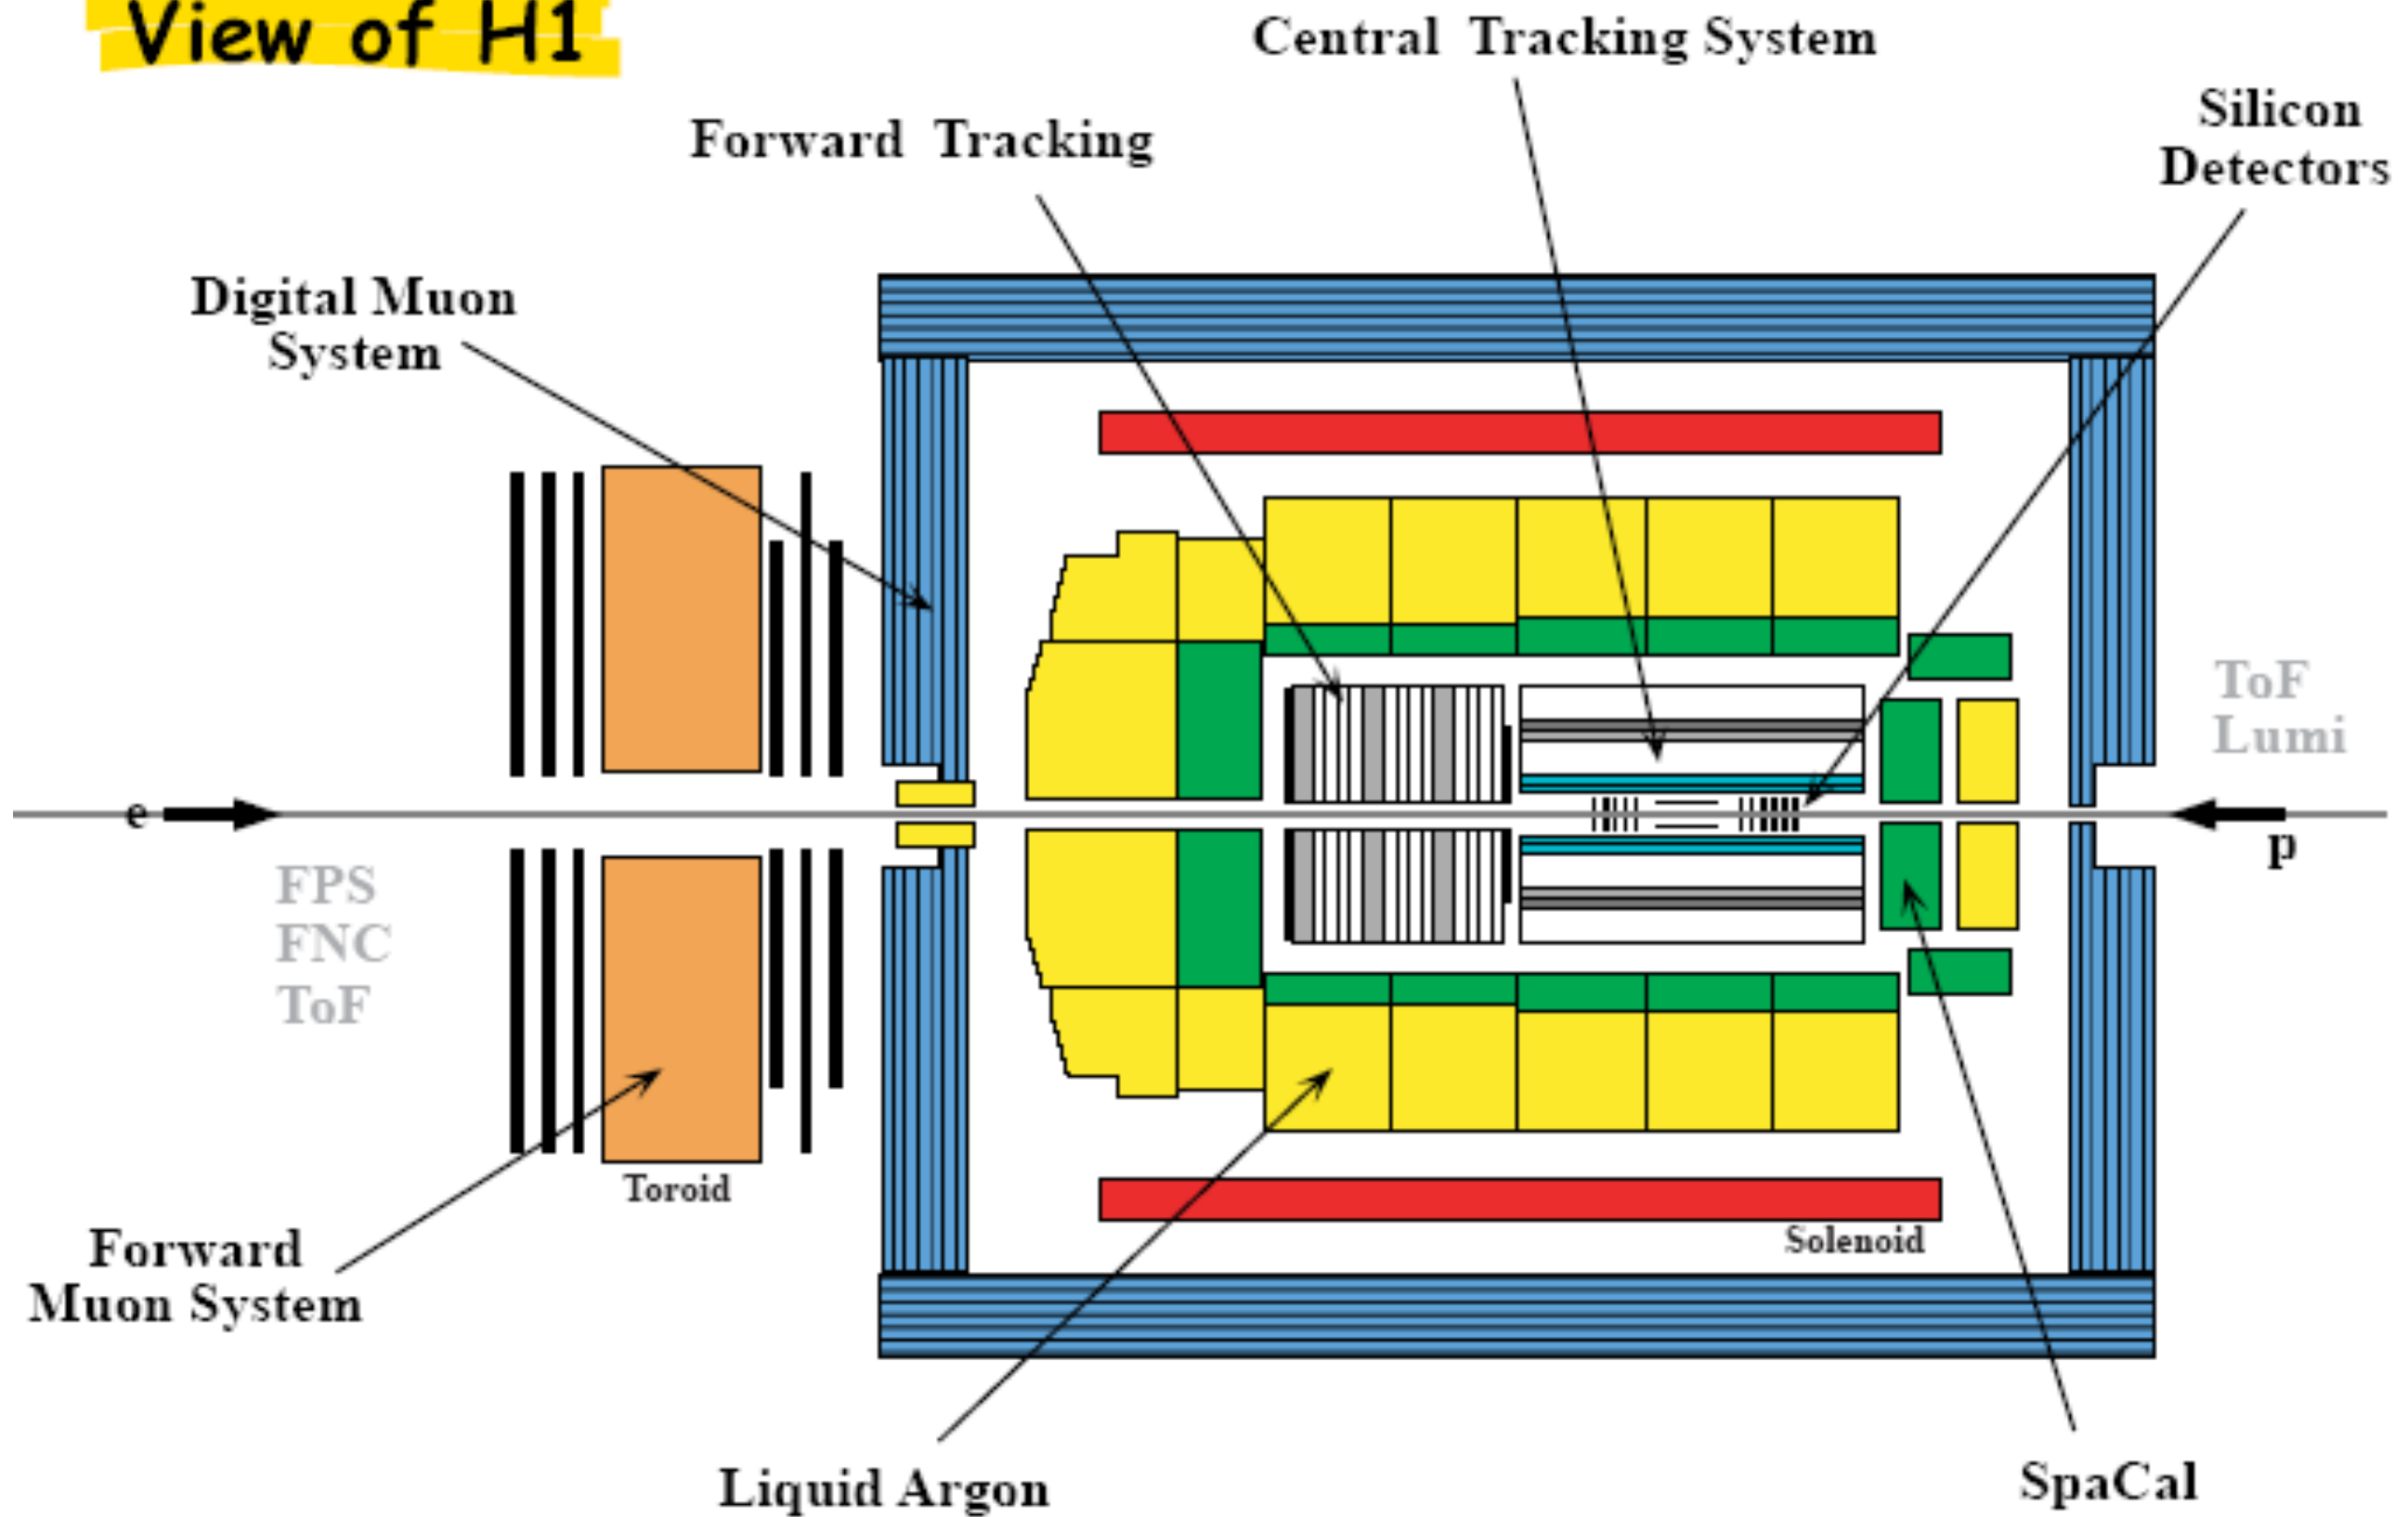 View of H1
Central Tracking System
Silicon
Detectors
Forward Tracking
Digital Muon
System
ToF
Lumi
e
p
FPS
FNC
ToF
Toroid
Solenoid
Forward
Muon System
Liquid Argon
SpaCal